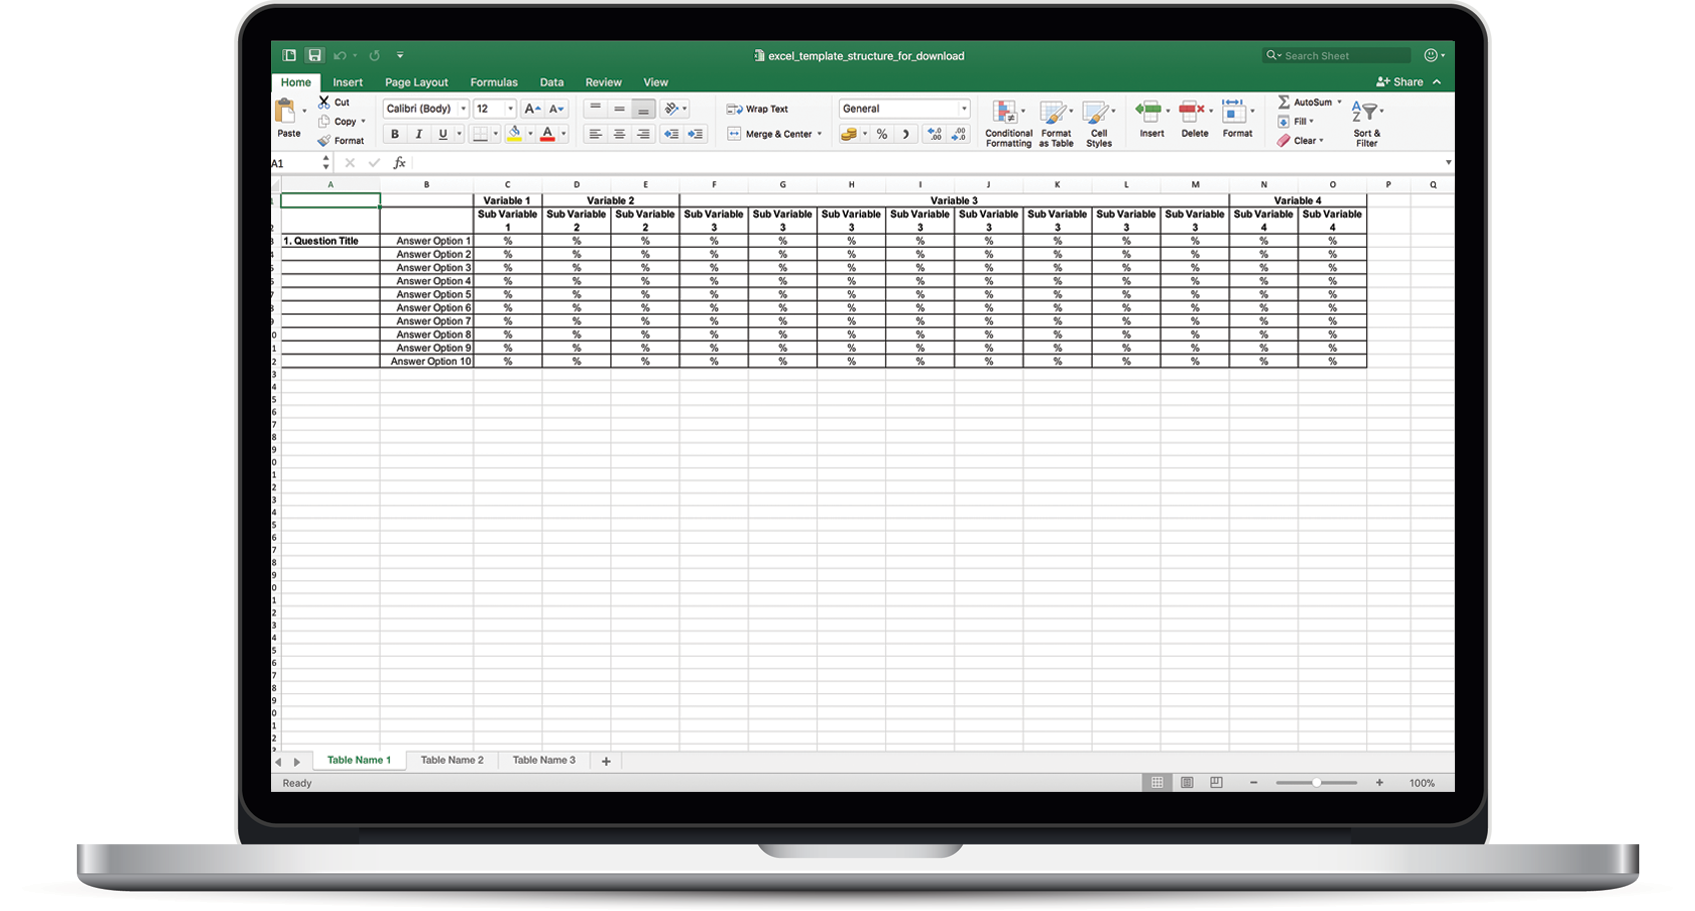 excel_template_structure_for_download
Search Sheet
Home Insert Page Layout Formulas Data Review View
Share
Paste
Cut
Copy
Format
Calibri (Body) 12 A A
B I U A
Wrap Text
Merge & Center
General
%
Conditional Formatting
Format as Table
Cell Styles
Insert
Delete
Format
AutoSum
Fill
Clear
Sort & Filter
A1 fx
A B C D E F G H I J K L M N O P Q
Variable 1 Variable 2 Variable 3 Variable 4
Sub Variable Sub Variable Sub Variable Sub Variable Sub Variable Sub Variable Sub Variable Sub Variable Sub Variable Sub Variable Sub Variable Sub Variable Sub Variable
1 2 2 3 3 3 3 3 3 3 3 4 4
1. Question Title Answer Option 1 % % % % % % % % % % % % %
Answer Option 2 % % % % % % % % % % % % %
Answer Option 3 % % % % % % % % % % % % %
Answer Option 4 % % % % % % % % % % % % %
Answer Option 5 % % % % % % % % % % % % %
Answer Option 6 % % % % % % % % % % % % %
Answer Option 7 % % % % % % % % % % % % %
Answer Option 8 % % % % % % % % % % % % %
Answer Option 9 % % % % % % % % % % % % %
Answer Option 10 % % % % % % % % % % % % %
Table Name 1 Table Name 2 Table Name 3 +
Ready
100%